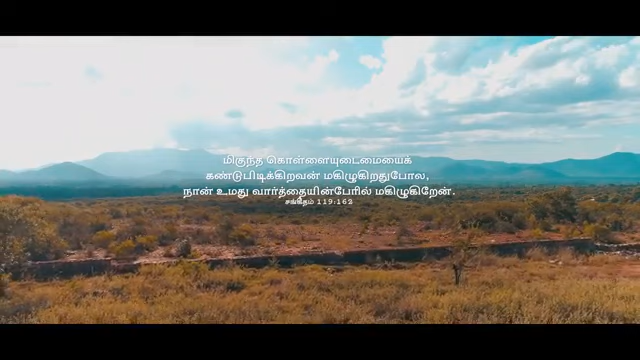 மிகுந்த கொள்ளையுடைமையைக்
கண்டுபிடிக்கிறவன் மகிழுகிறதுபோல,
நான் உமது வார்த்தையின்பேரில் மகிழுகிறேன்.
சங்கீதம் 119:162